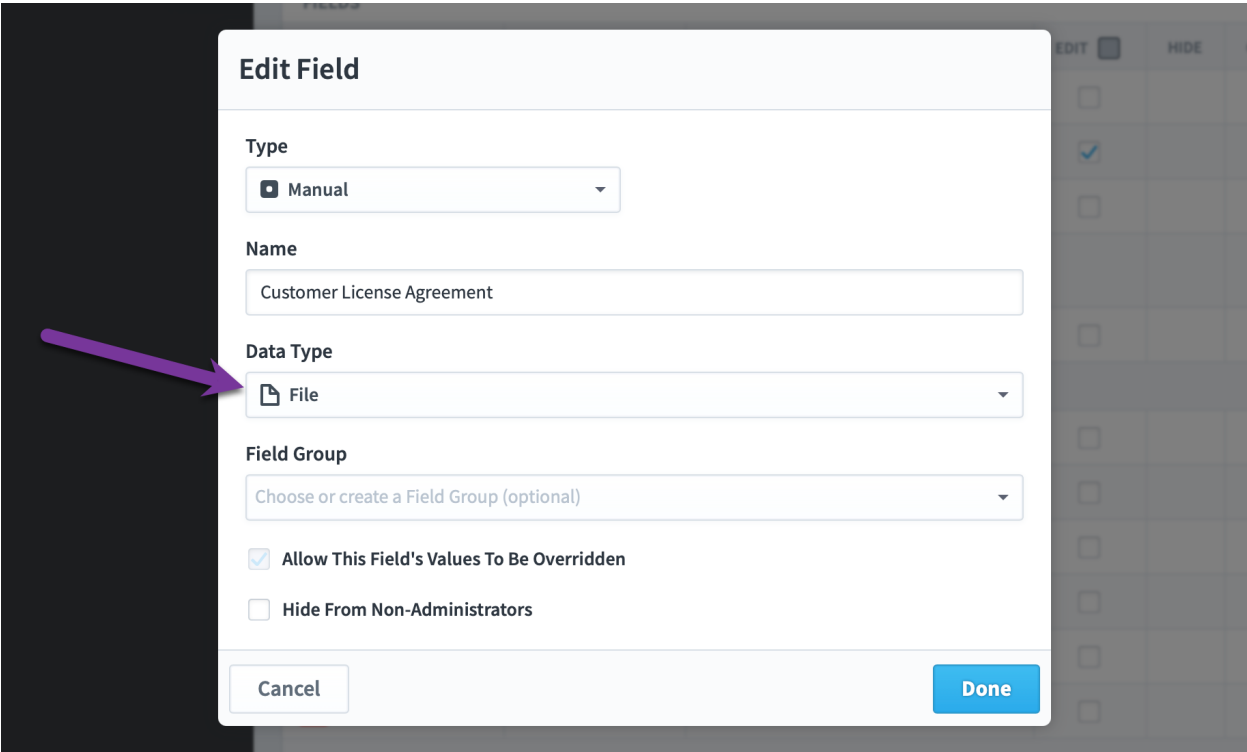 FIELDS
EDIT HIDE
Edit Field
Type
Manual
Name
Customer License Agreement
Data Type
File
Field Group
Choose or create a Field Group (optional)
Allow This Field's Values To Be Overridden
Hide From Non-Administrators
Cancel Done